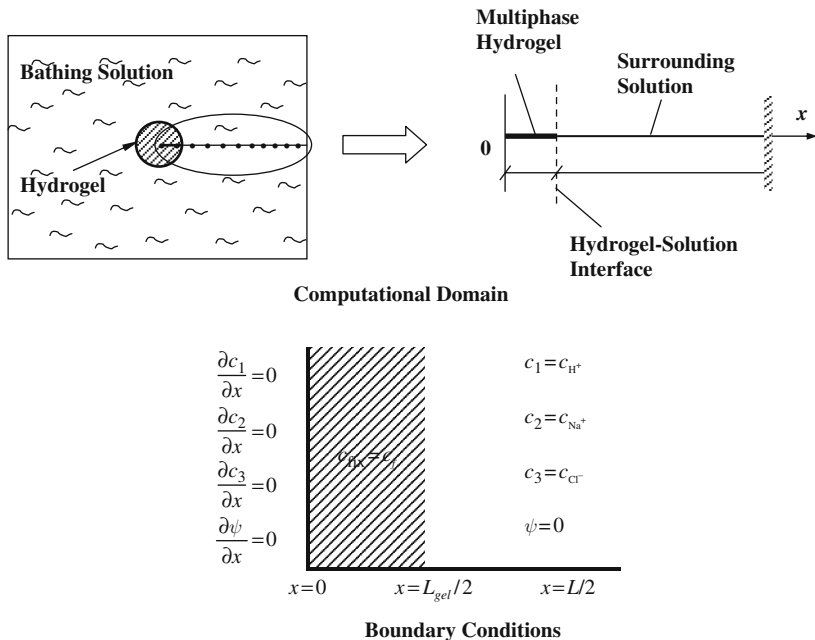 Bathing Solution
Hydrogel
Multiphase
Hydrogel
Surrounding
Solution
x
0
Hydrogel-Solution
Interface
Computational Domain
∂c₁/∂x = 0
c₁ = c_H⁺
∂c₂/∂x = 0
c₂ = c_Na⁺
c_fix = c_f
∂c₃/∂x = 0
c₃ = c_Cl⁻
∂ψ/∂x = 0
ψ = 0
x = 0
x = L_gel/2
x = L/2
Boundary Conditions